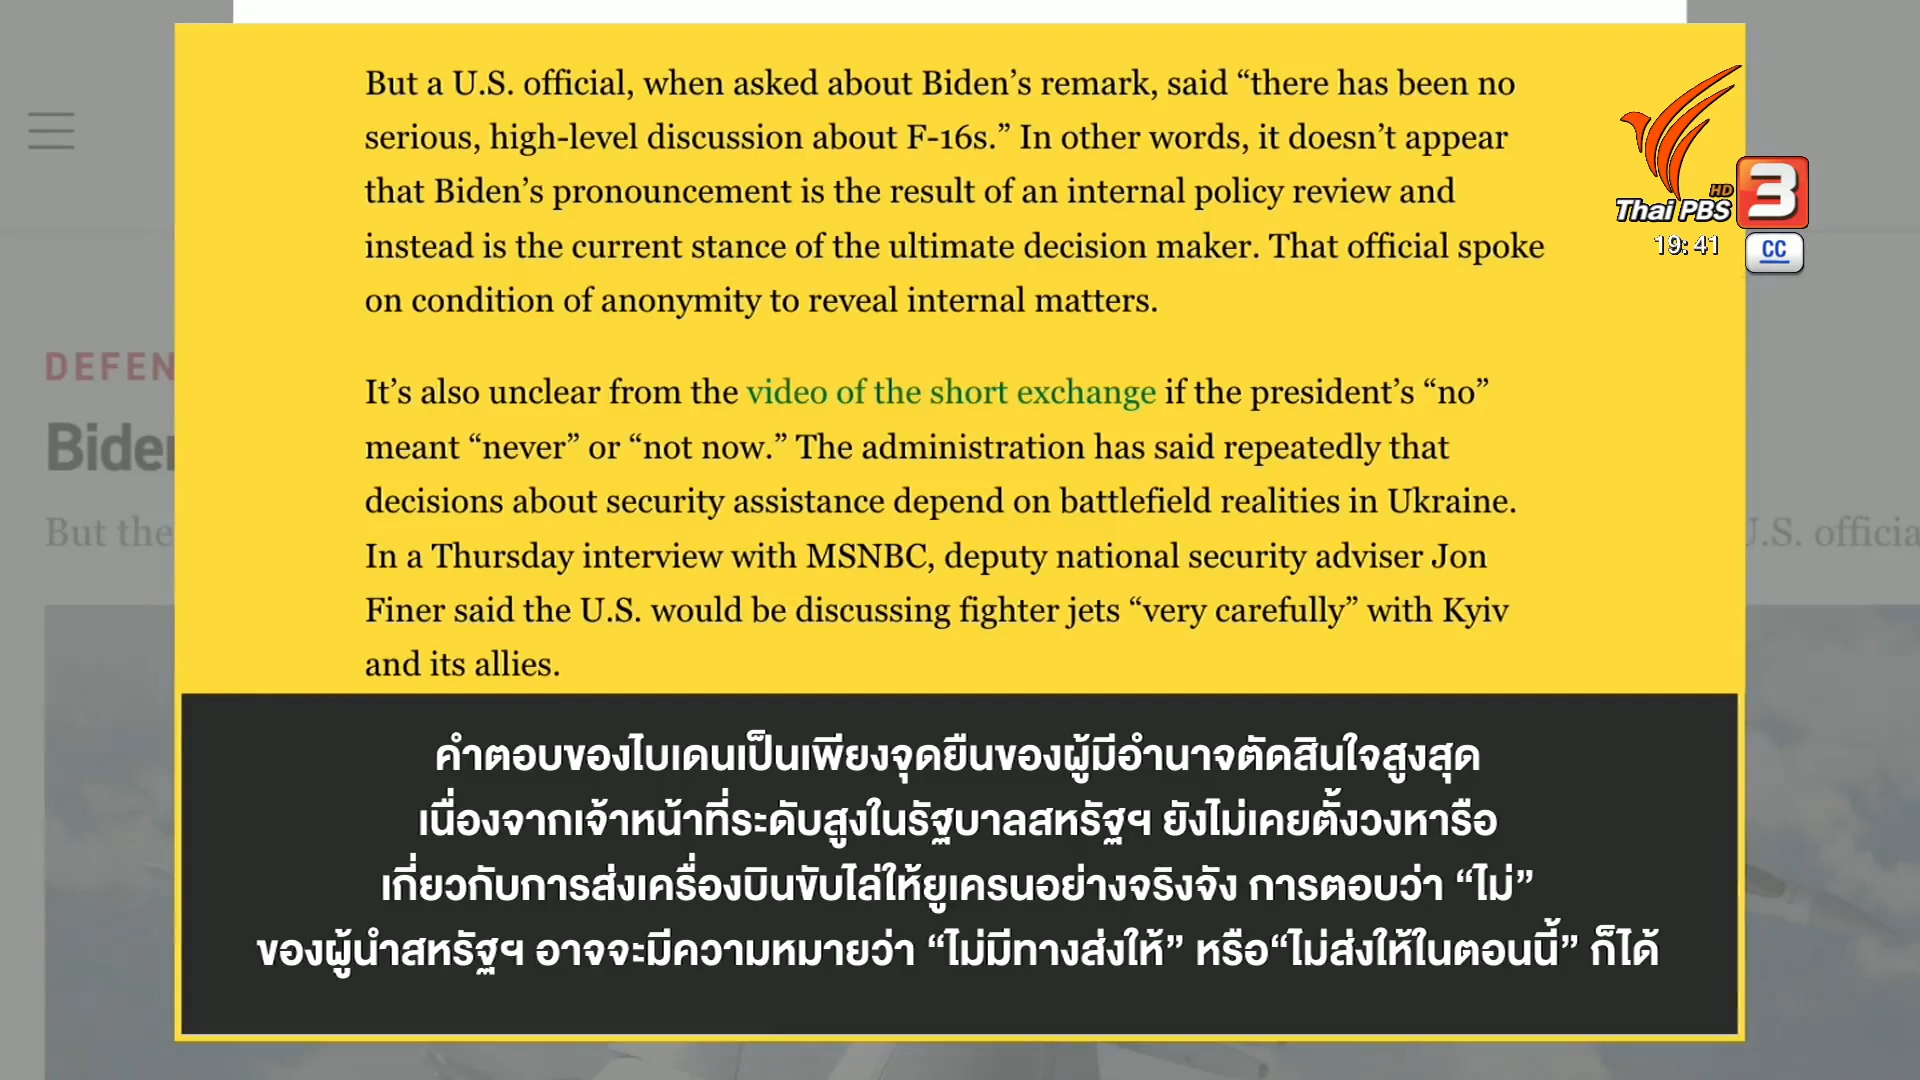 But a U.S. official, when asked about Biden’s remark, said “there has been no
serious, high-level discussion about F-16s.” In other words, it doesn’t appear
that Biden’s pronouncement is the result of an internal policy review and
instead is the current stance of the ultimate decision maker. That official spoke
on condition of anonymity to reveal internal matters.
It’s also unclear from the video of the short exchange if the president’s “no”
meant “never” or “not now.” The administration has said repeatedly that
decisions about security assistance depend on battlefield realities in Ukraine.
In a Thursday interview with MSNBC, deputy national security adviser Jon
Finer said the U.S. would be discussing fighter jets “very carefully” with Kyiv
and its allies.
HD
Thai PBS 3
19:41
CC
DEFEN
Biden
But the
U.S. officia
คำตอบของไบเดนเป็นเพียงจุดยืนของผู้มีอำนาจตัดสินใจสูงสุด
เนื่องจากเจ้าหน้าที่ระดับสูงในรัฐบาลสหรัฐฯ ยังไม่เคยตั้งวงหารือ
เกี่ยวกับการส่งเครื่องบินขับไล่ให้ยูเครนอย่างจริงจัง การตอบว่า “ไม่”
ของผู้นำสหรัฐฯ อาจจะมีความหมายว่า “ไม่มีทางส่งให้” หรือ“ไม่ส่งให้ในตอนนี้” ก็ได้